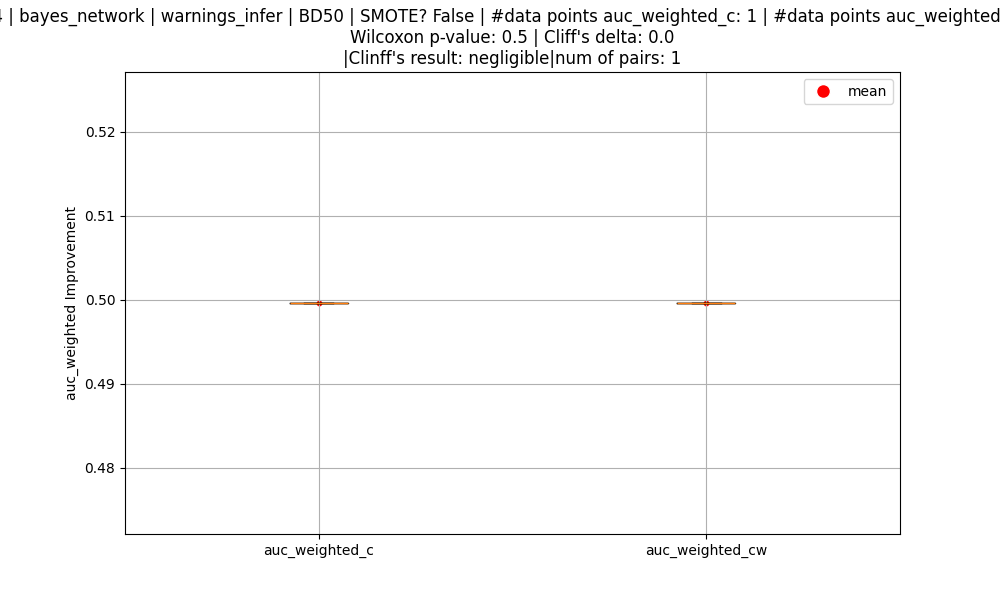 | bayes_network | warnings_infer | BD50 | SMOTE? False | #data points auc_weighted_c: 1 | #data points auc_weighted
Wilcoxon p-value: 0.5 | Cliff's delta: 0.0
|Clinff's result: negligible|num of pairs: 1
mean
0.52
0.51
0.50
0.49
0.48
auc_weighted Improvement
auc_weighted_c
auc_weighted_cw